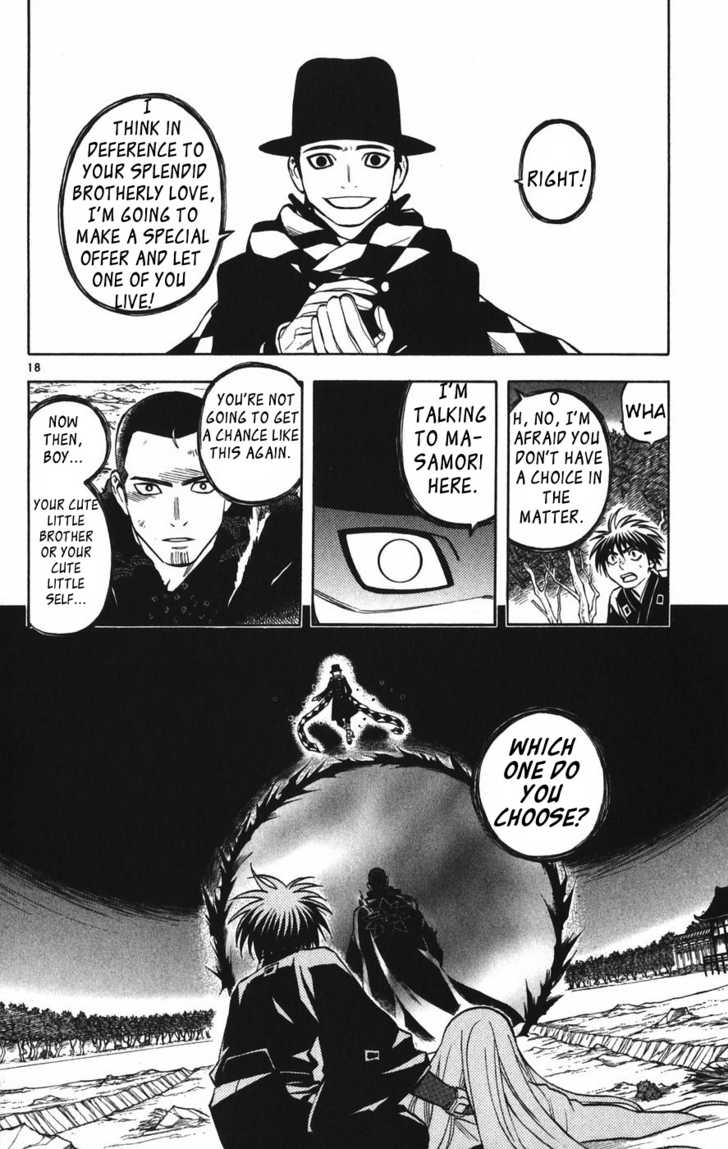 RIGHT!
I
THINK IN
DEFERENCE TO
YOUR SPLENDID
BROTHERLY LOVE,
I'M GOING TO
MAKE A SPECIAL
OFFER AND LET
ONE OF YOU
LIVE!
18
WHA
-
O
H, NO, I'M
AFRAID YOU
DON'T HAVE
A CHOICE IN
THE
MATTER.
I'M
TALKING
TO MA-
SAMORI
HERE.
YOU'RE NOT
GOING TO GET
A CHANCE LIKE
THIS AGAIN.
NOW
THEN,
BOY...
YOUR CUTE
LITTLE
BROTHER
OR YOUR
CUTE
LITTLE
SELF...
WHICH
ONE DO
YOU
CHOOSE?